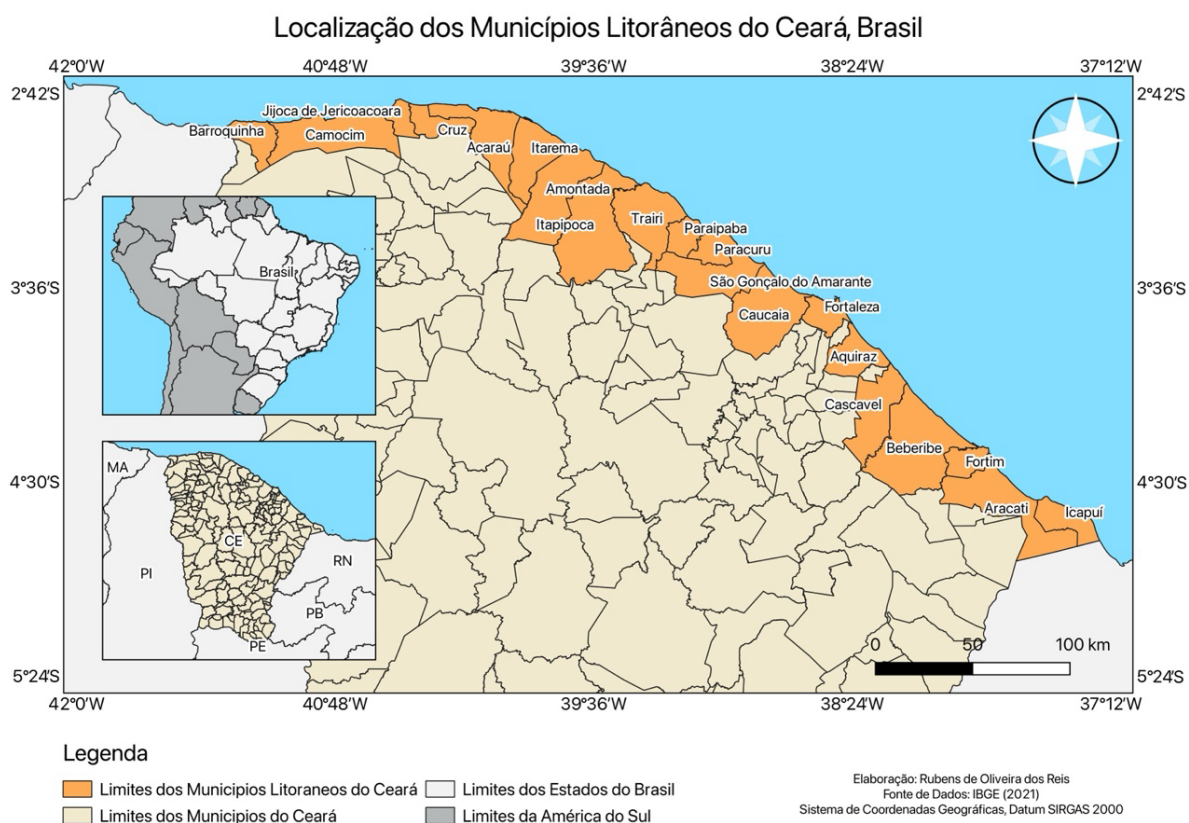 Localização dos Municípios Litorâneos do Ceará, Brasil
42°0'W 40°48'W 39°36'W 38°24'W 37°12'W
2°42'S 2°42'S
Jijoca de Jericoacoara
Barroquinha Camocim Cruz
Acaraú Itarema
Amontada
Itapipoca Trairi Paraipaba
Paracuru
São Gonçalo do Amarante
3°36'S 3°36'S
Caucaia Fortaleza
Aquiraz
Cascavel
Beberibe
Fortim
4°30'S 4°30'S
Aracati Icapuí
Brasil
MA
CE
PI
RN
PB
PE
0 50 100 km
5°24'S 5°24'S
42°0'W 40°48'W 39°36'W 38°24'W 37°12'W
Legenda
Limites dos Municipios Litoraneos do Ceará
Limites dos Municipios do Ceará
Limites dos Estados do Brasil
Limites da América do Sul
Elaboração: Rubens de Oliveira dos Reis
Fonte de Dados: IBGE (2021)
Sistema de Coordenadas Geográficas, Datum SIRGAS 2000